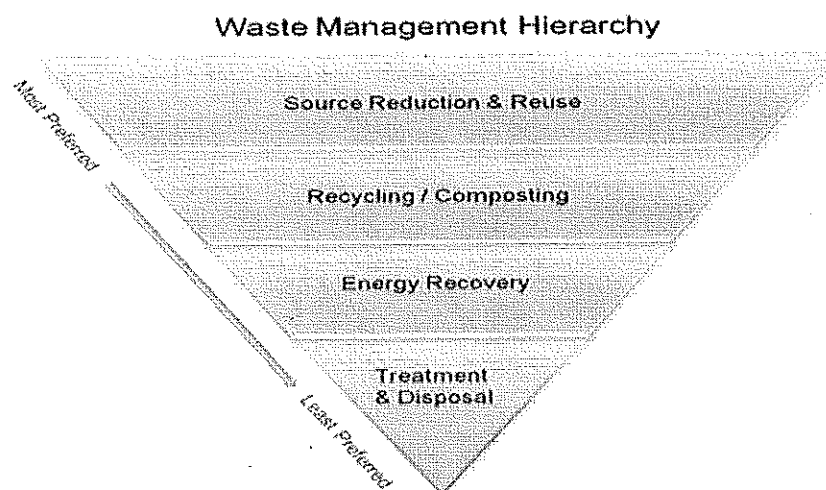 Waste Management Hierarchy
Most Preferred
Source Reduction & Reuse
Recycling / Composting
Energy Recovery
Treatment
& Disposal
Least Preferred